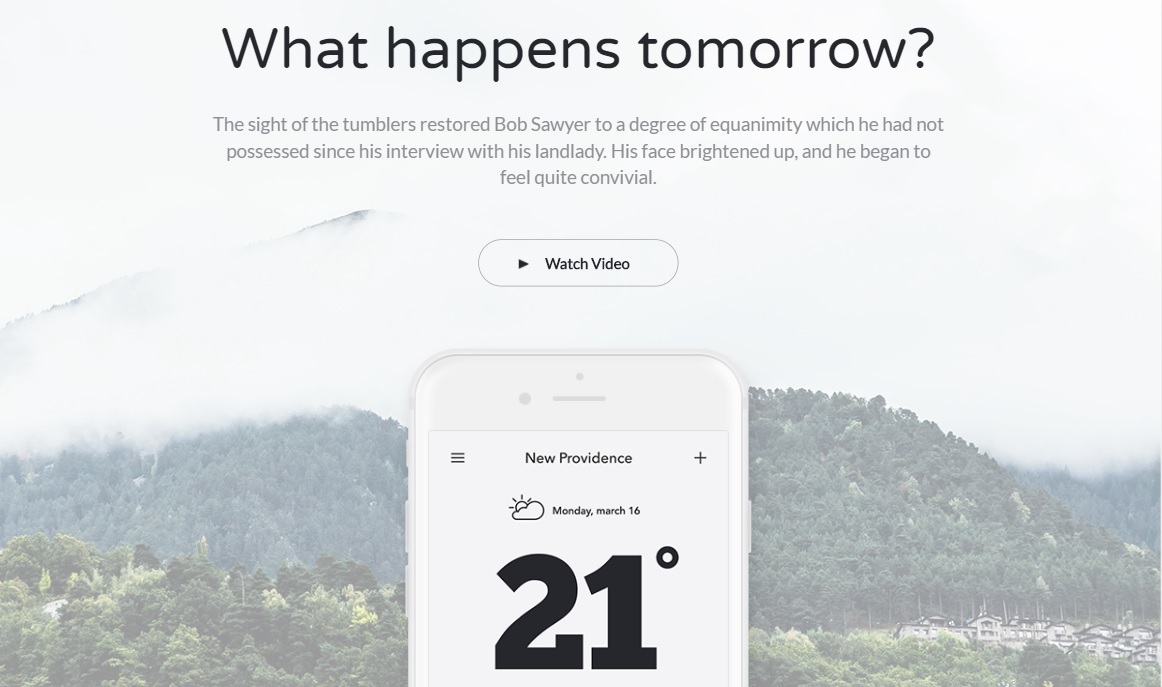 What happens tomorrow?
The sight of the tumblers restored Bob Sawyer to a degree of equanimity which he had not
possessed since his interview with his landlady. His face brightened up, and he began to
feel quite convivial.
Watch Video
New Providence
Monday, march 16
21°